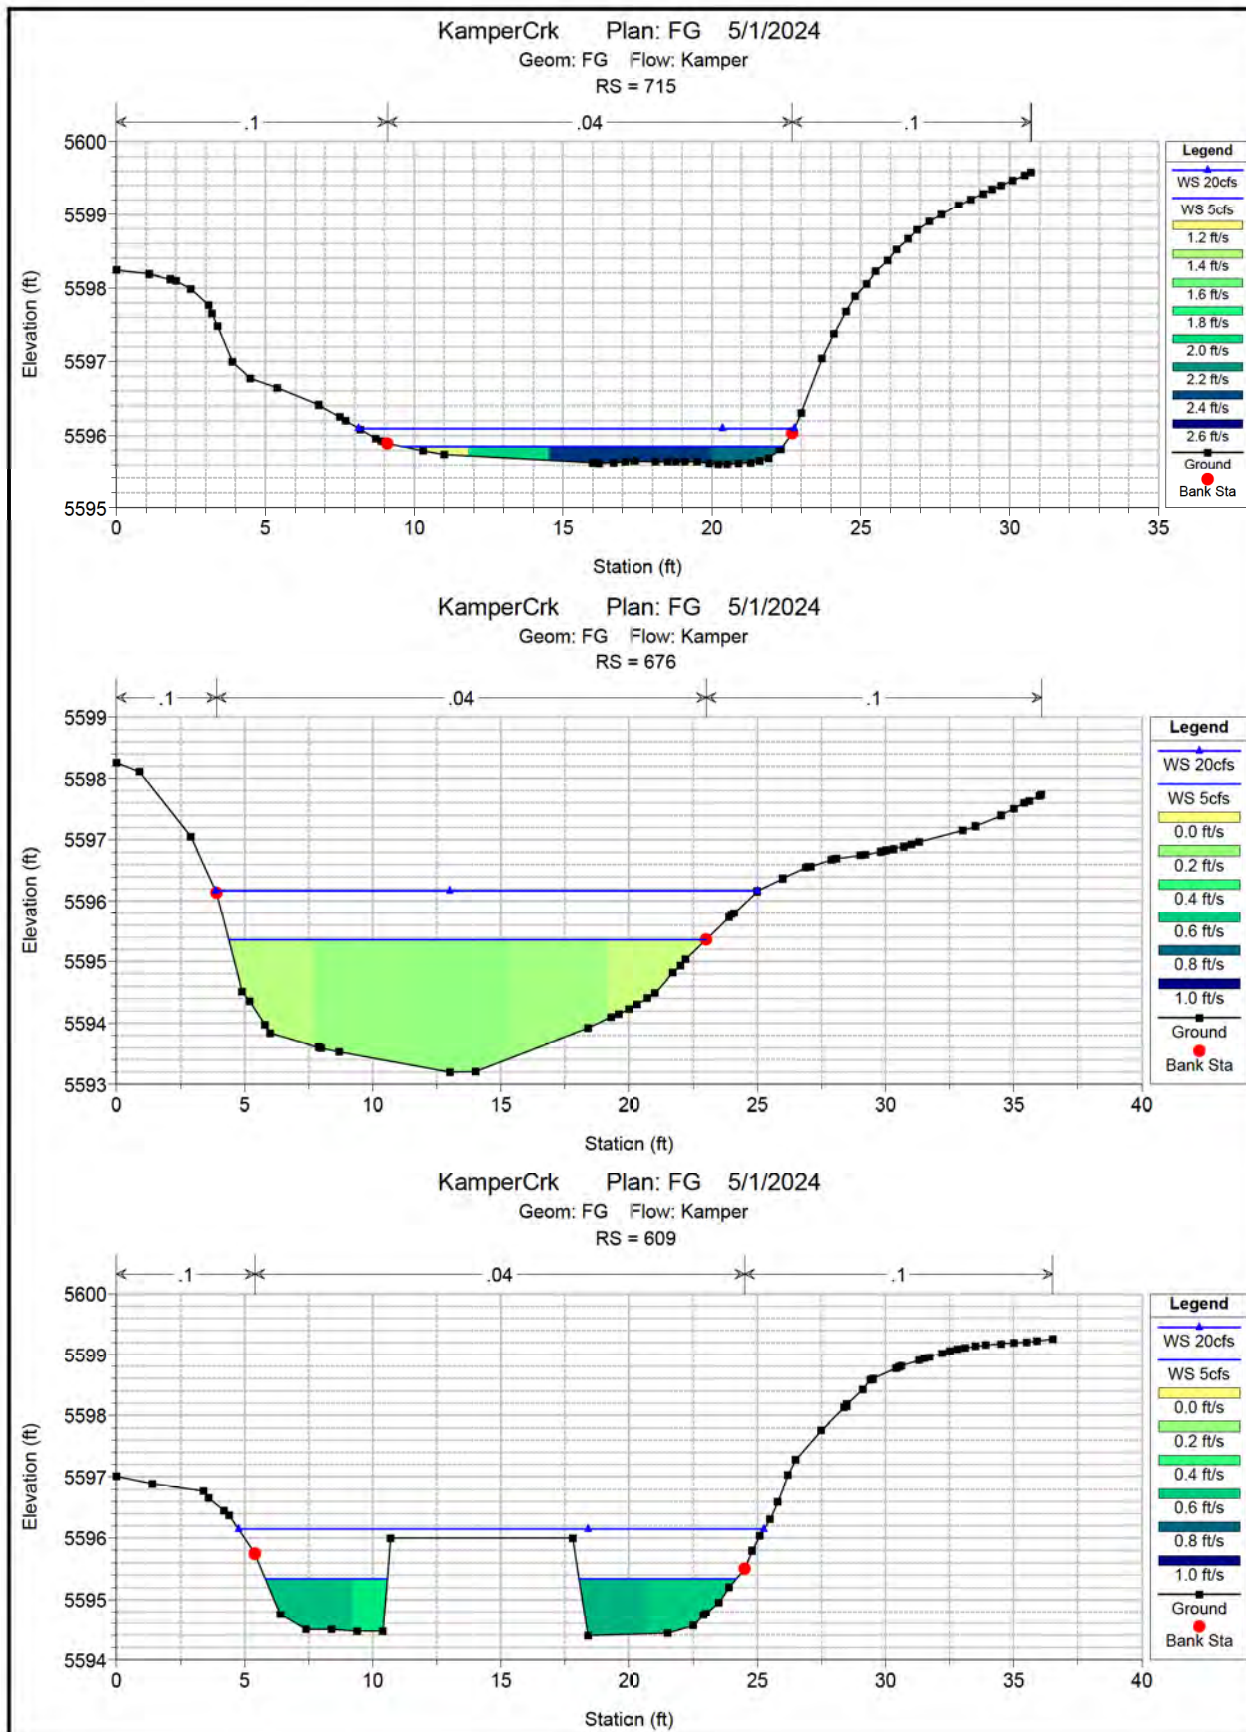 KamperCrk Plan: FG 5/1/2024
Geom: FG Flow: Kamper
RS = 715
.1 .04 .1
5600
5599
5598
5597
5596
5595
Elevation (ft)
0 5 10 15 20 25 30 35
Station (ft)
Legend
WS 20cfs
WS 5cfs
1.2 ft/s
1.4 ft/s
1.6 ft/s
1.8 ft/s
2.0 ft/s
2.2 ft/s
2.4 ft/s
2.6 ft/s
Ground
Bank Sta
KamperCrk Plan: FG 5/1/2024
Geom: FG Flow: Kamper
RS = 676
.1 .04 .1
5599
5598
5597
5596
5595
5594
5593
Elevation (ft)
0 5 10 15 20 25 30 35 40
Station (ft)
Legend
WS 20cfs
WS 5cfs
0.0 ft/s
0.2 ft/s
0.4 ft/s
0.6 ft/s
0.8 ft/s
1.0 ft/s
Ground
Bank Sta
KamperCrk Plan: FG 5/1/2024
Geom: FG Flow: Kamper
RS = 609
.1 .04 .1
5600
5599
5598
5597
5596
5595
5594
Elevation (ft)
0 5 10 15 20 25 30 35 40
Station (ft)
Legend
WS 20cfs
WS 5cfs
0.0 ft/s
0.2 ft/s
0.4 ft/s
0.6 ft/s
0.8 ft/s
1.0 ft/s
Ground
Bank Sta